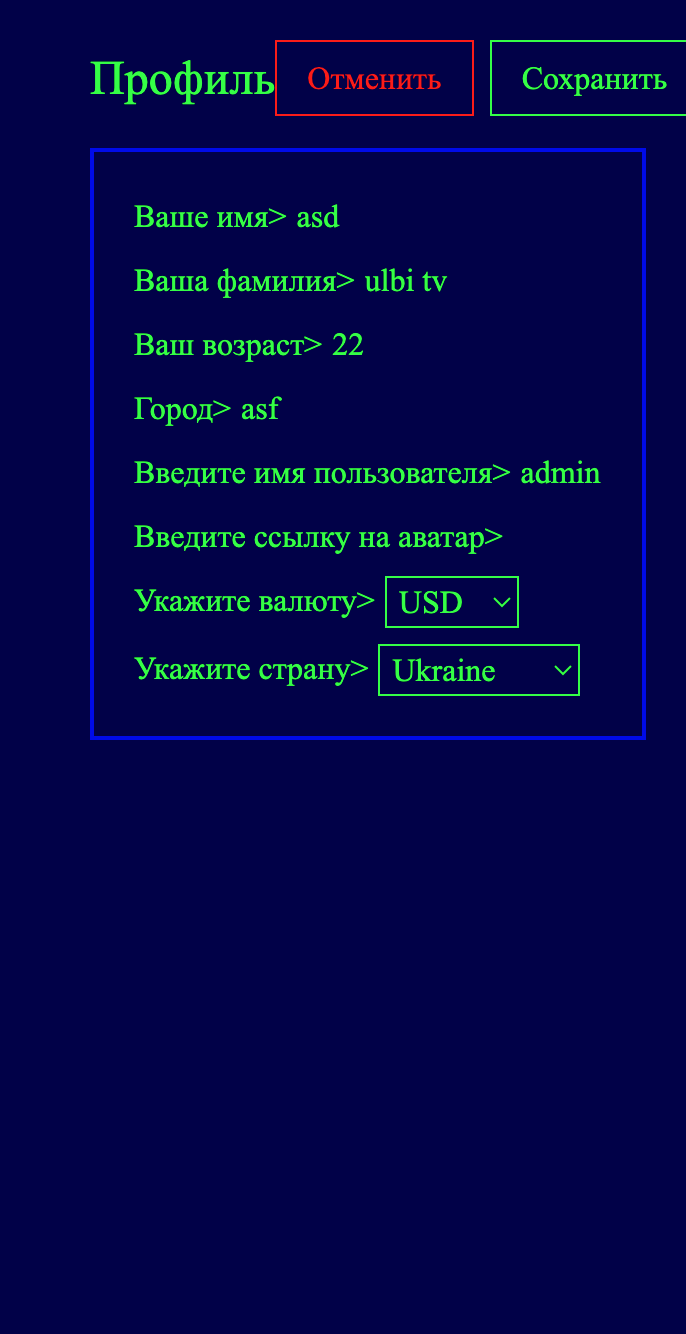 Профиль Отменить Сохранить
Ваше имя> asd
Ваша фамилия> ulbi tv
Ваш возраст> 22
Город> asf
Введите имя пользователя> admin
Введите ссылку на аватар>
Укажите валюту> USD
Укажите страну> Ukraine